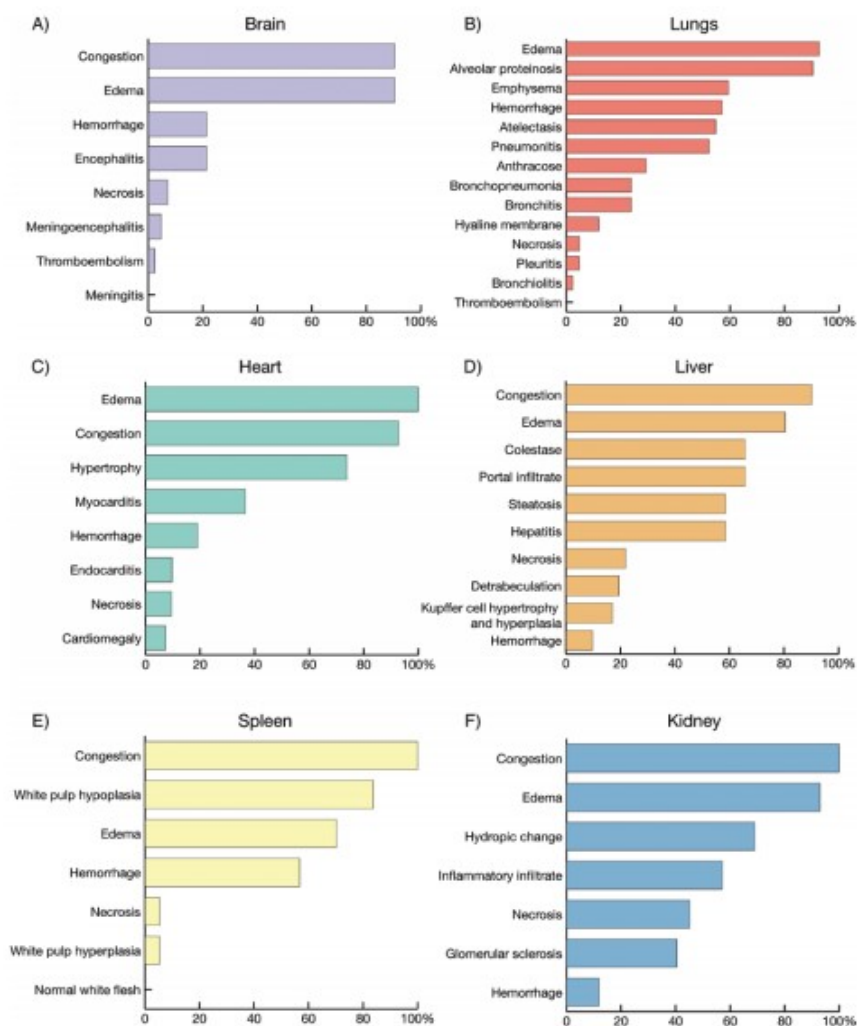 A) Brain
Congestion
Edema
Hemorrhage
Encephalitis
Necrosis
Meningoencephalitis
Thromboembolism
Meningitis
0 20 40 60 80 100%
B) Lungs
Edema
Alveolar proteinosis
Emphysema
Hemorrhage
Atelectasis
Pneumonitis
Anthracose
Bronchopneumonia
Bronchitis
Hyaline membrane
Necrosis
Pleuritis
Bronchiolitis
Thromboembolism
0 20 40 60 80 100%
C) Heart
Edema
Congestion
Hypertrophy
Myocarditis
Hemorrhage
Endocarditis
Necrosis
Cardiomegaly
0 20 40 60 80 100%
D) Liver
Congestion
Edema
Colestase
Portal infiltrate
Steatosis
Hepatitis
Necrosis
Detrabeculation
Kupffer cell hypertrophy
and hyperplasia
Hemorrhage
0 20 40 60 80 100%
E) Spleen
Congestion
White pulp hypoplasia
Edema
Hemorrhage
Necrosis
White pulp hyperplasia
Normal white flesh
0 20 40 60 80 100%
F) Kidney
Congestion
Edema
Hydropic change
Inflammatory infiltrate
Necrosis
Glomerular sclerosis
Hemorrhage
0 20 40 60 80 100%